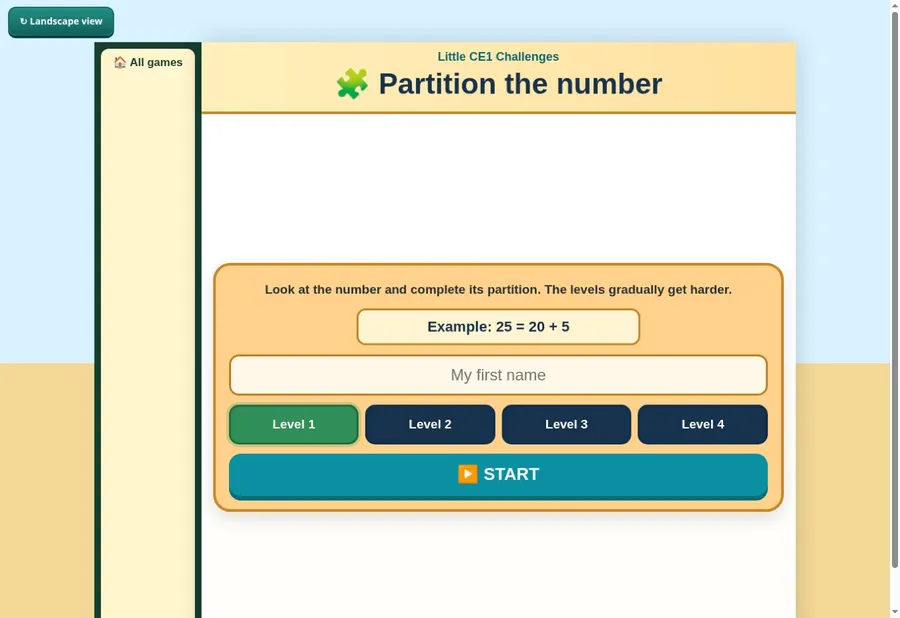 ↻ Landscape view
🏠 All games
Little CE1 Challenges
🧩 Partition the number
Look at the number and complete its partition. The levels gradually get harder.
Example: 25 = 20 + 5
My first name
Level 1 Level 2 Level 3 Level 4
▶️ START